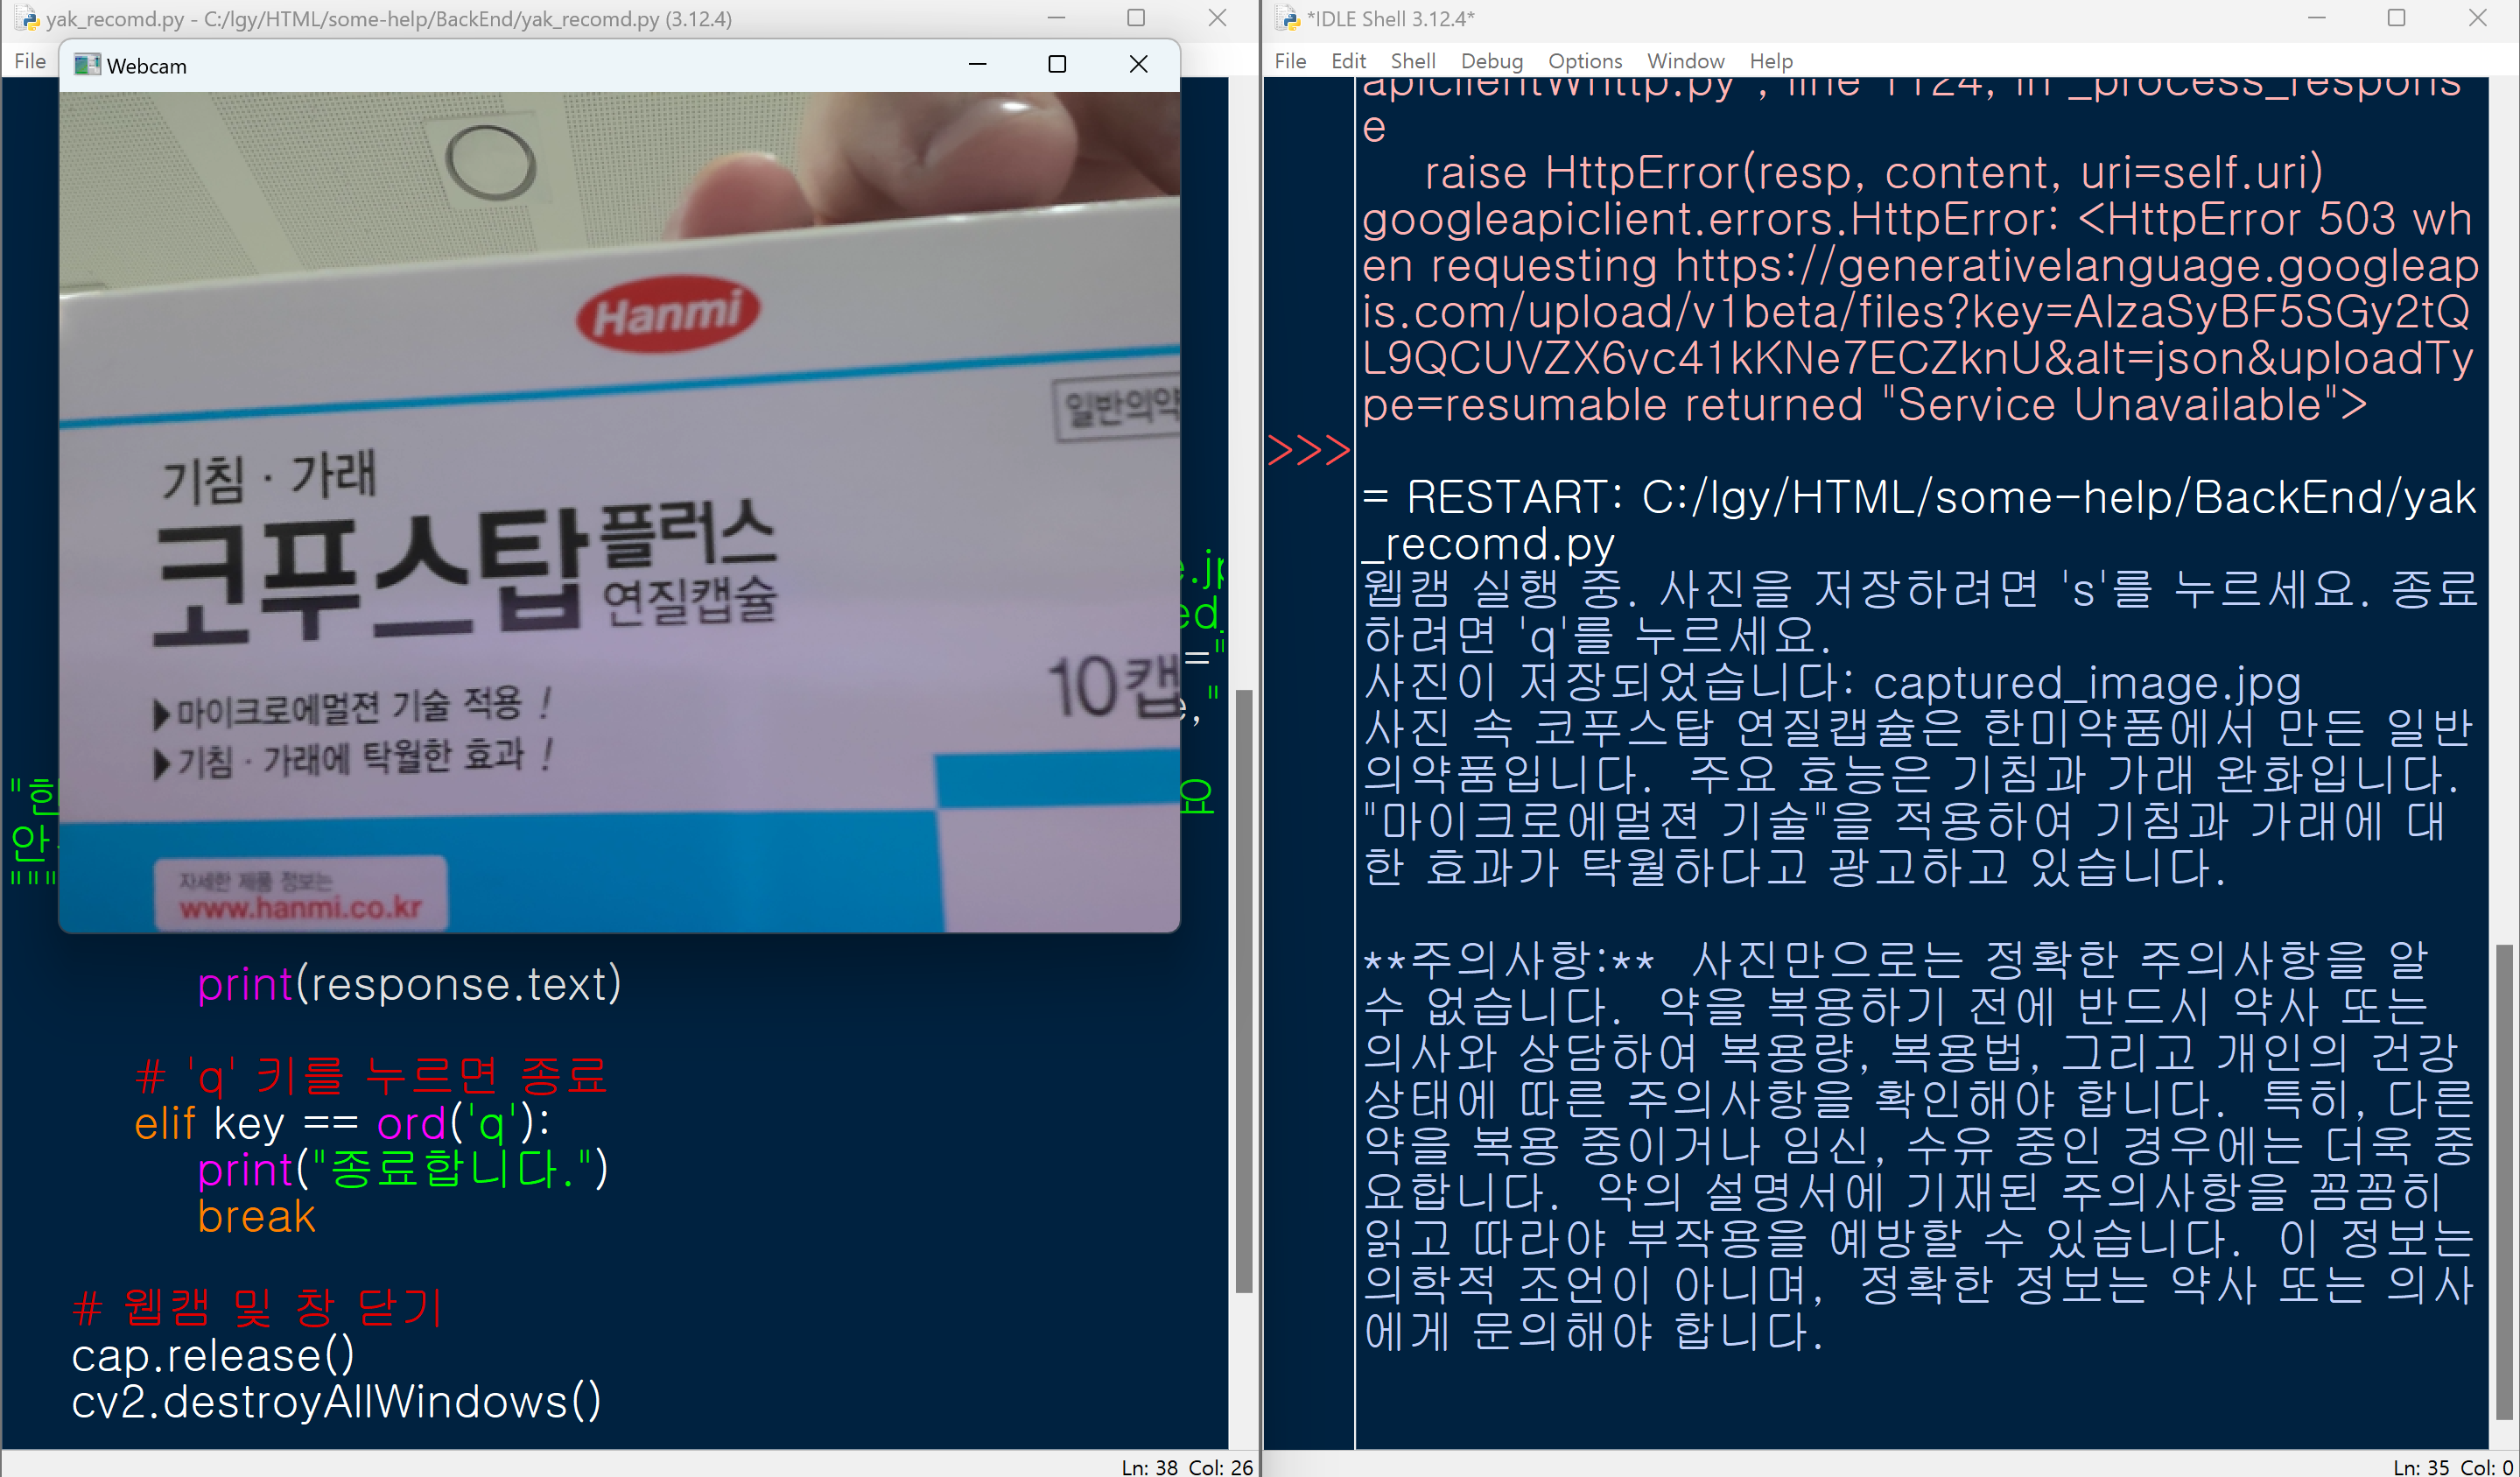 yak_recomd.py - C:/lgy/HTML/some-help/BackEnd/yak_recomd.py (3.12.4)
File
Webcam
Hanmi
일반의약
기침 · 가래
코푸스탑 플러스
연질캡슐
10캡
▶마이크로에멀젼 기술 적용 !
▶기침 · 가래에 탁월한 효과 !
자세한 제품 정보는
www.hanmi.co.kr
="
,"
"한
요
안
"""
print(response.text)
# 'q' 키를 누르면 종료
elif key == ord('q'):
print("종료합니다.")
break
# 웹캠 및 창 닫기
cap.release()
cv2.destroyAllWindows()
Ln: 38 Col: 26
*IDLE Shell 3.12.4*
File Edit Shell Debug Options Window Help
line 1124, in _process_respons
e
raise HttpError(resp, content, uri=self.uri)
googleapiclient.errors.HttpError: <HttpError 503 wh
en requesting https://generativelanguage.googleap
is.com/upload/v1beta/files?key=AIzaSyBF5SGy2tQ
L9QCUVZX6vc41kKNe7ECZknU&alt=json&uploadTy
pe=resumable returned "Service Unavailable">
>>>
= RESTART: C:/lgy/HTML/some-help/BackEnd/yak
_recomd.py
웹캠 실행 중. 사진을 저장하려면 's'를 누르세요. 종료
하려면 'q'를 누르세요.
사진이 저장되었습니다: captured_image.jpg
사진 속 코푸스탑 연질캡슐은 한미약품에서 만든 일반
의약품입니다. 주요 효능은 기침과 가래 완화입니다.
"마이크로에멀젼 기술"을 적용하여 기침과 가래에 대
한 효과가 탁월하다고 광고하고 있습니다.
**주의사항:** 사진만으로는 정확한 주의사항을 알
수 없습니다. 약을 복용하기 전에 반드시 약사 또는
의사와 상담하여 복용량, 복용법, 그리고 개인의 건강
상태에 따른 주의사항을 확인해야 합니다. 특히, 다른
약을 복용 중이거나 임신, 수유 중인 경우에는 더욱 중
요합니다. 약의 설명서에 기재된 주의사항을 꼼꼼히
읽고 따라야 부작용을 예방할 수 있습니다. 이 정보는
의학적 조언이 아니며, 정확한 정보는 약사 또는 의사
에게 문의해야 합니다.
Ln: 35 Col: 0